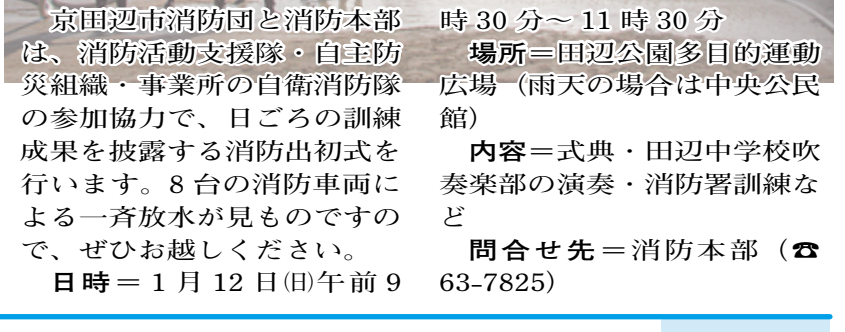 京田辺市消防団と消防本部
は、消防活動支援隊・自主防
災組織・事業所の自衛消防隊
の参加協力で、日ごろの訓練
成果を披露する消防出初式を
行います。8 台の消防車両に
よる一斉放水が見ものですの
で、ぜひお越しください。
日時＝ 1 月 12 日㈰午前 9
時 30 分～ 11 時 30 分
場所＝田辺公園多目的運動
広場（雨天の場合は中央公民
館）
内容＝式典・田辺中学校吹
奏楽部の演奏・消防署訓練な
ど
問合せ先＝消防本部（☎
63-7825）